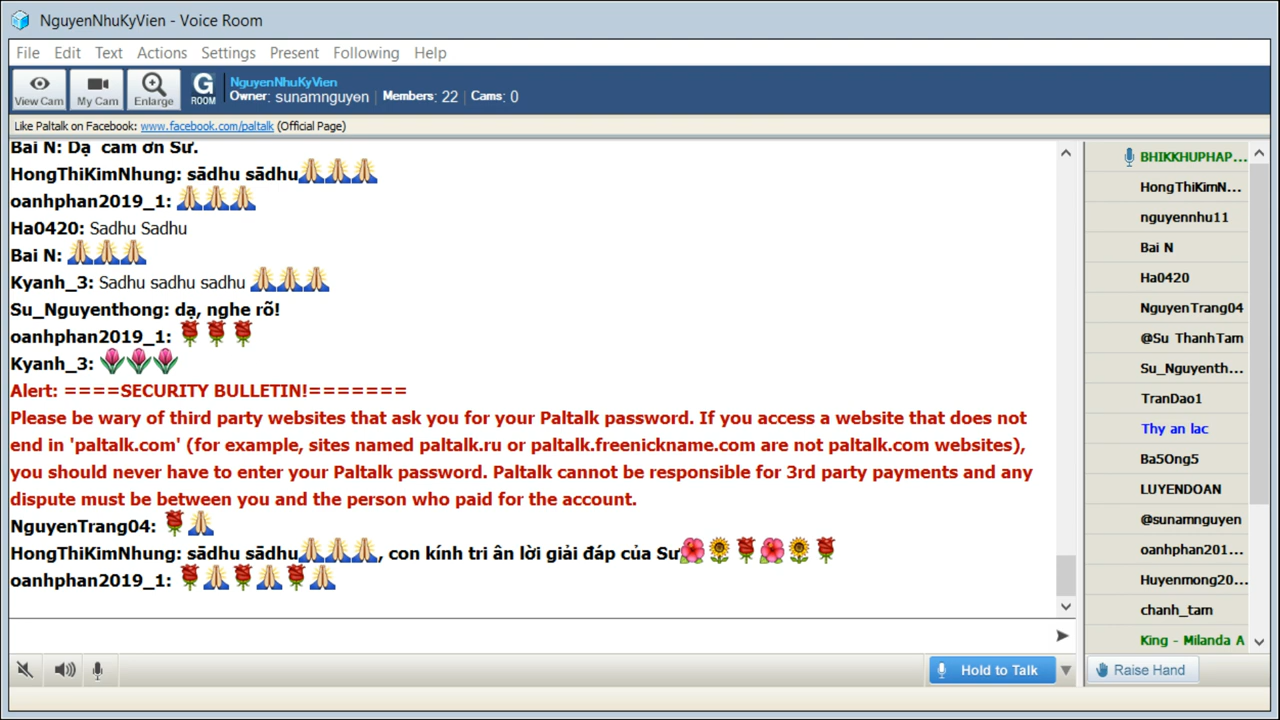 NguyenNhuKyVien - Voice Room
File Edit Text Actions Settings Present Following Help
View Cam
My Cam
Enlarge
G
ROOM
NguyenNhuKyVien
Owner: sunamnguyen | Members: 22 | Cams: 0
Like Paltalk on Facebook: www.facebook.com/paltalk (Official Page)
Bai N: Dạ cám ơn Sư.
HongThiKimNhung: sādhu sādhu🙏🙏🙏
oanhphan2019_1: 🙏🙏🙏
Ha0420: Sadhu Sadhu
Bai N: 🙏🙏🙏
Kyanh_3: Sadhu sadhu sadhu 🙏🙏🙏
Su_Nguyenthong: dạ, nghe rõ!
oanhphan2019_1: 🌹🌹🌹
Kyanh_3: 🌷🌷🌷
Alert: ====SECURITY BULLETIN!=======
Please be wary of third party websites that ask you for your Paltalk password. If you access a website that does not
end in 'paltalk.com' (for example, sites named paltalk.ru or paltalk.freenickname.com are not paltalk.com websites),
you should never have to enter your Paltalk password. Paltalk cannot be responsible for 3rd party payments and any
dispute must be between you and the person who paid for the account.
NguyenTrang04: 🌹🙏
HongThiKimNhung: sādhu sādhu🙏🙏🙏, con kính tri ân lời giải đáp của Sư🌺🌻🌹🌺🌻🌹
oanhphan2019_1: 🌹🙏🌹🙏🌹🙏
Hold to Talk
BHIKKHUPHAP...
HongThiKimN...
nguyennhu11
Bai N
Ha0420
NguyenTrang04
@Su ThanhTam
Su_Nguyenth...
TranDao1
Thy an lac
Ba5Ong5
LUYENDOAN
@sunamnguyen
oanhphan201...
Huyenmong20...
chanh_tam
King - Milanda A
Raise Hand